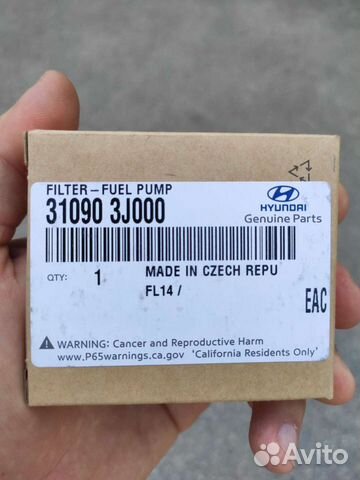 FILTER-FUEL PUMP
31090 3J000
HYUNDAI
Genuine Parts
QTY: 1 MADE IN CZECH REPU
FL14 /
EAC
WARNING: Cancer and Reproductive Harm
www.P65warnings.ca.gov 'California Residents Only'
Avito